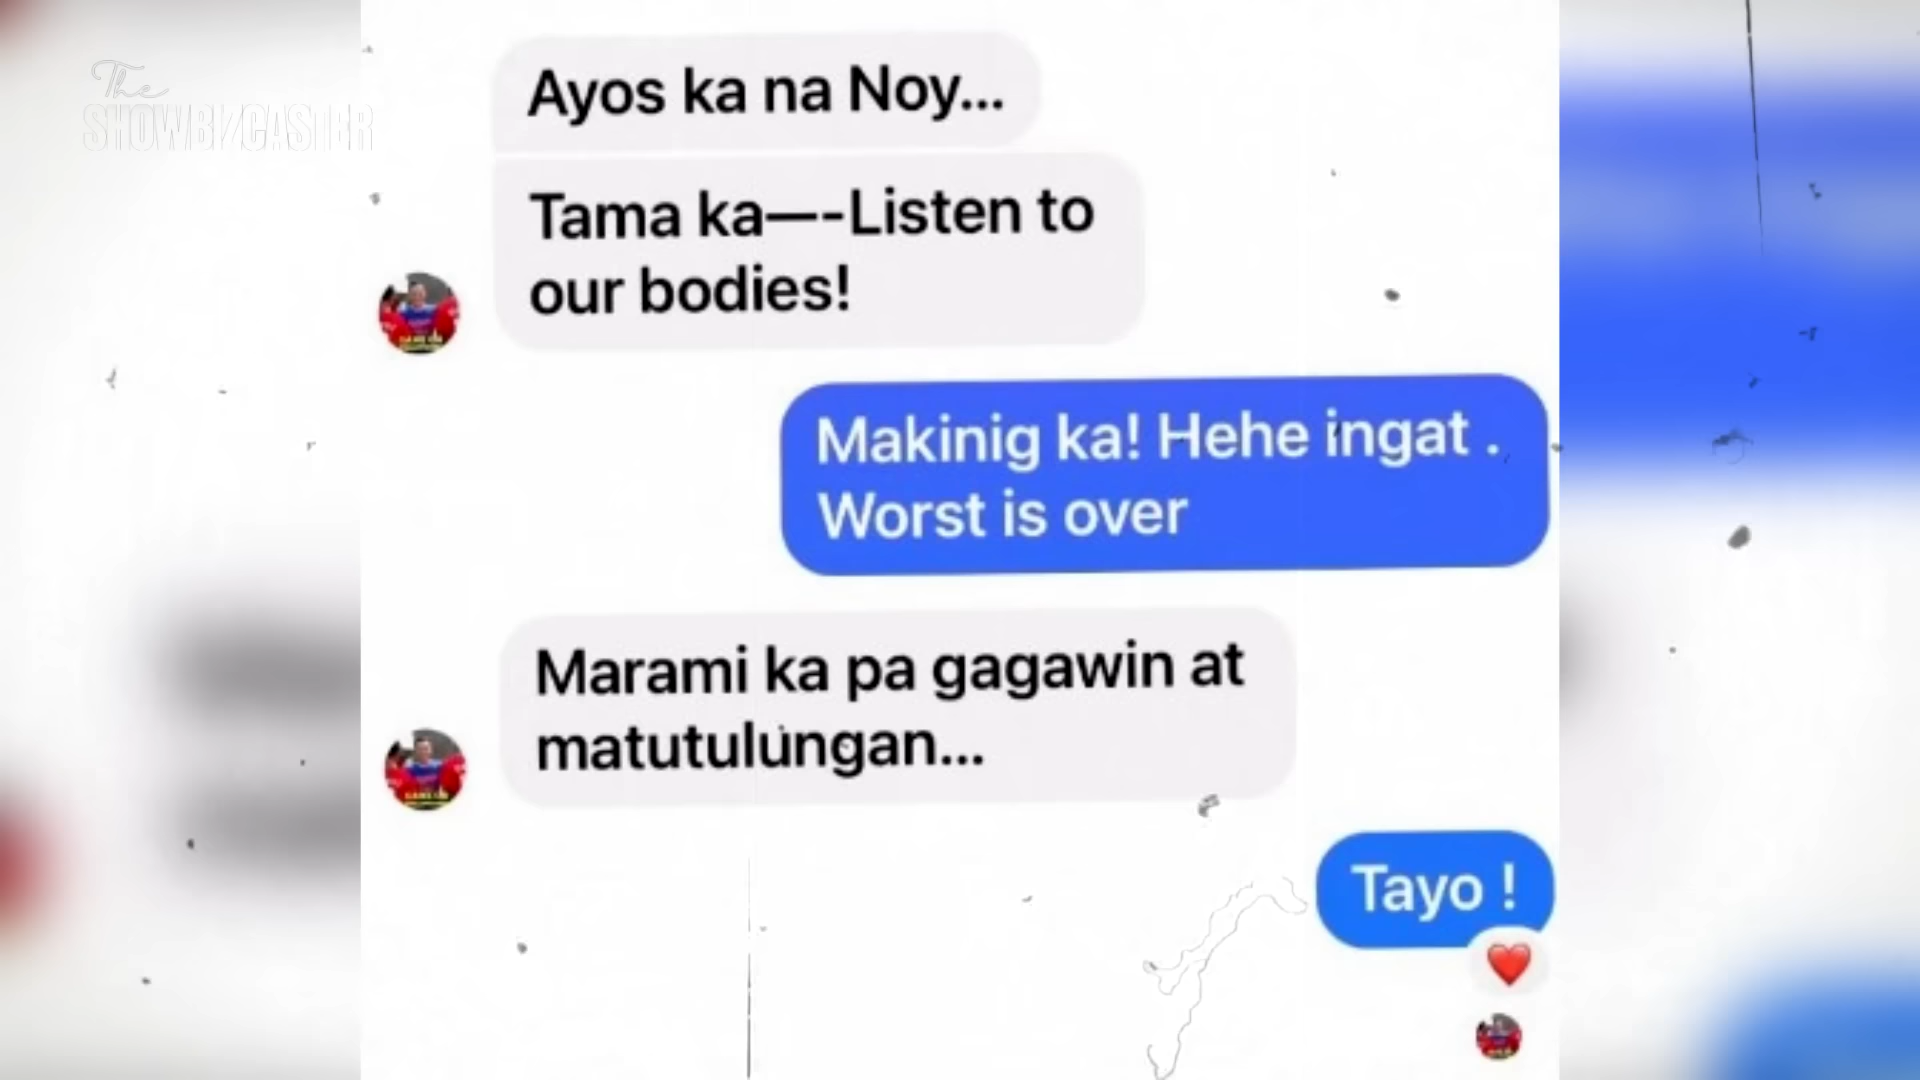 The
SHOWBIZCASTER
Ayos ka na Noy...
Tama ka—--Listen to
our bodies!
Makinig ka! Hehe ingat .
Worst is over
Marami ka pa gagawin at
matutulungan...
Tayo !